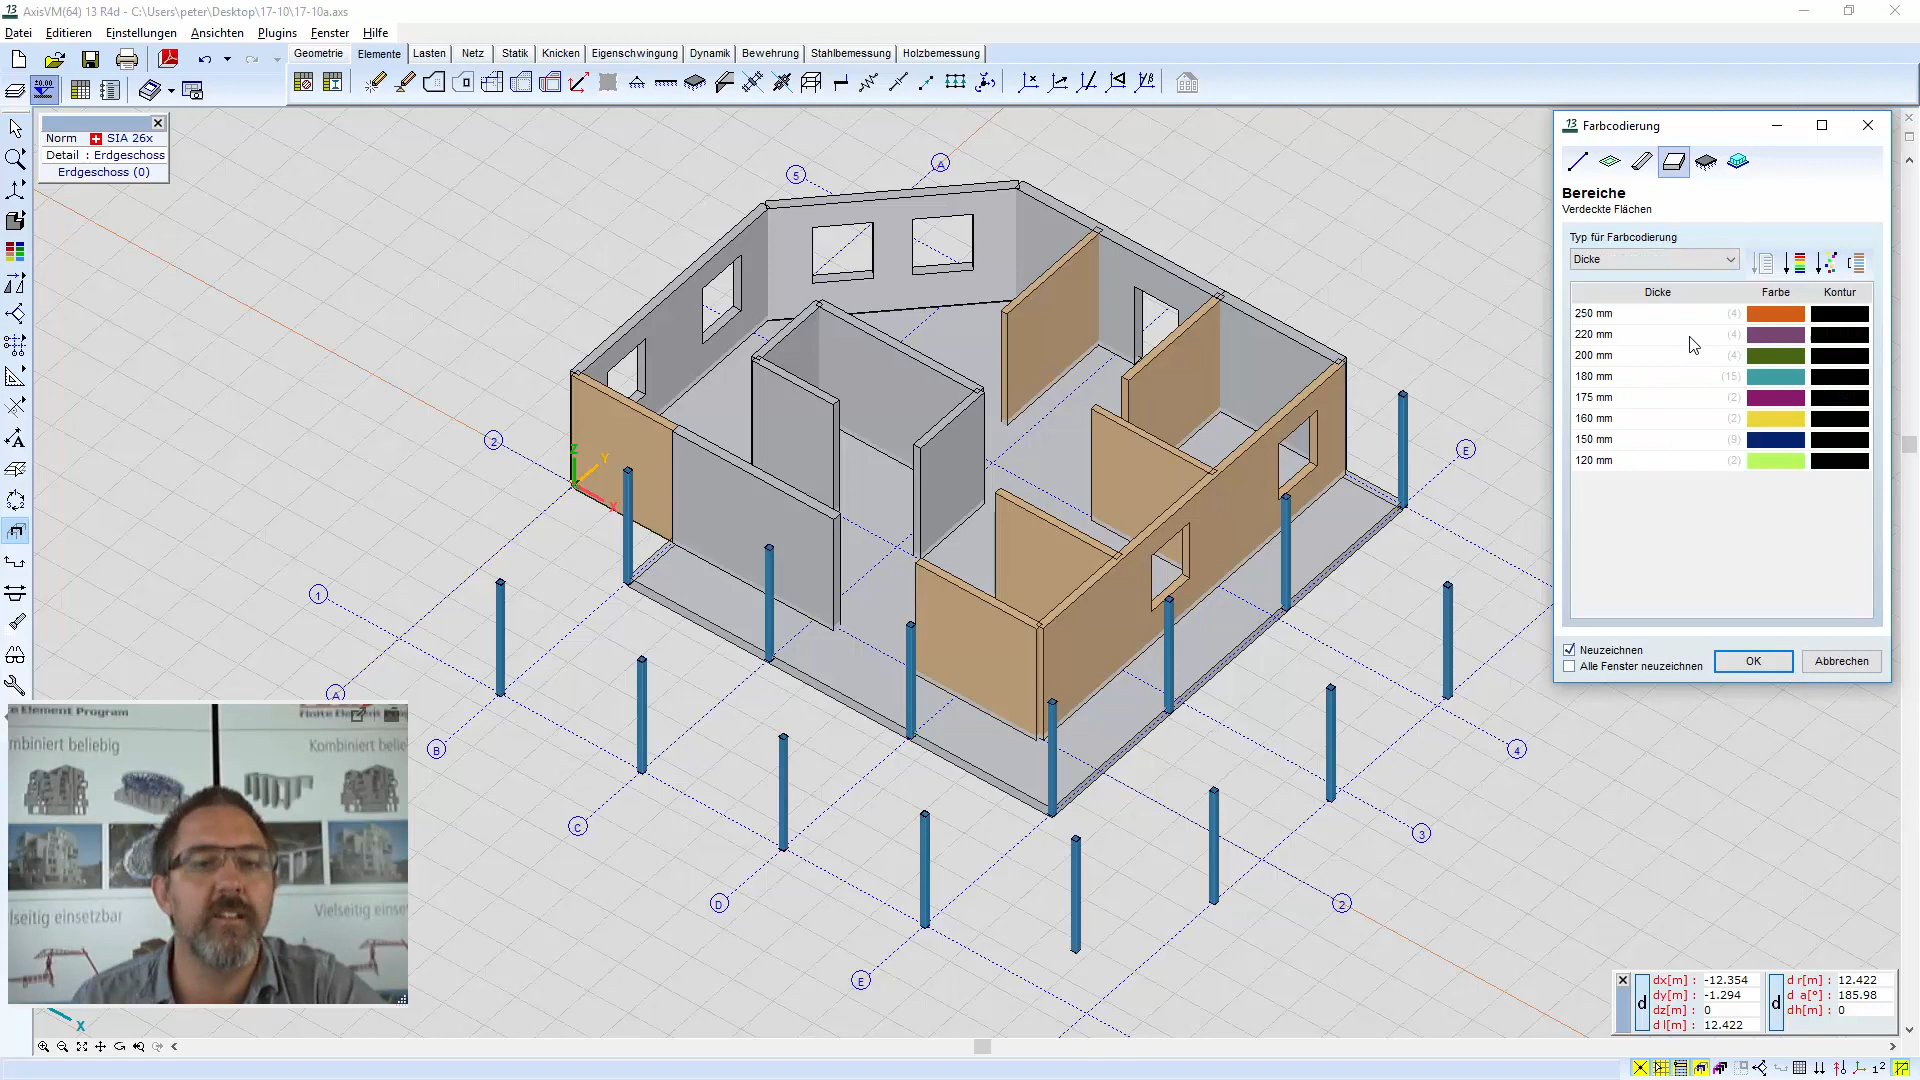 13 AxisVM(64) 13 R4d - C:\Users\peter\Desktop\17-10\17-10a.axs
Datei Editieren Einstellungen Ansichten Plugins Fenster Hilfe
Geometrie Elemente Lasten Netz Statik Knicken Eigenschwingung Dynamik Bewehrung Stahlbemessung Holzbemessung
Norm SIA 26x
Detail : Erdgeschoss
Erdgeschoss (0)
13 Farbcodierung
Bereiche
Verdeckte Flächen
Typ für Farbcodierung
Dicke
Dicke Farbe Kontur
250 mm (4)
220 mm (4)
200 mm (4)
180 mm (15)
175 mm (2)
160 mm (2)
150 mm (9)
120 mm (2)
Neuzeichnen
Alle Fenster neuzeichnen
OK
Abbrechen
5
A
2
E
Z
Y
X
1
A
B
C
D
E
2
3
4
Finite Element Program
Kombiniert beliebig
Vielseitig
X
d
dx[m] : -12.354
dy[m] : -1.294
dz[m] : 0
d l[m] : 12.422
d
d r[m] : 12.422
d a[°] : 185.98
dh[m] : 0